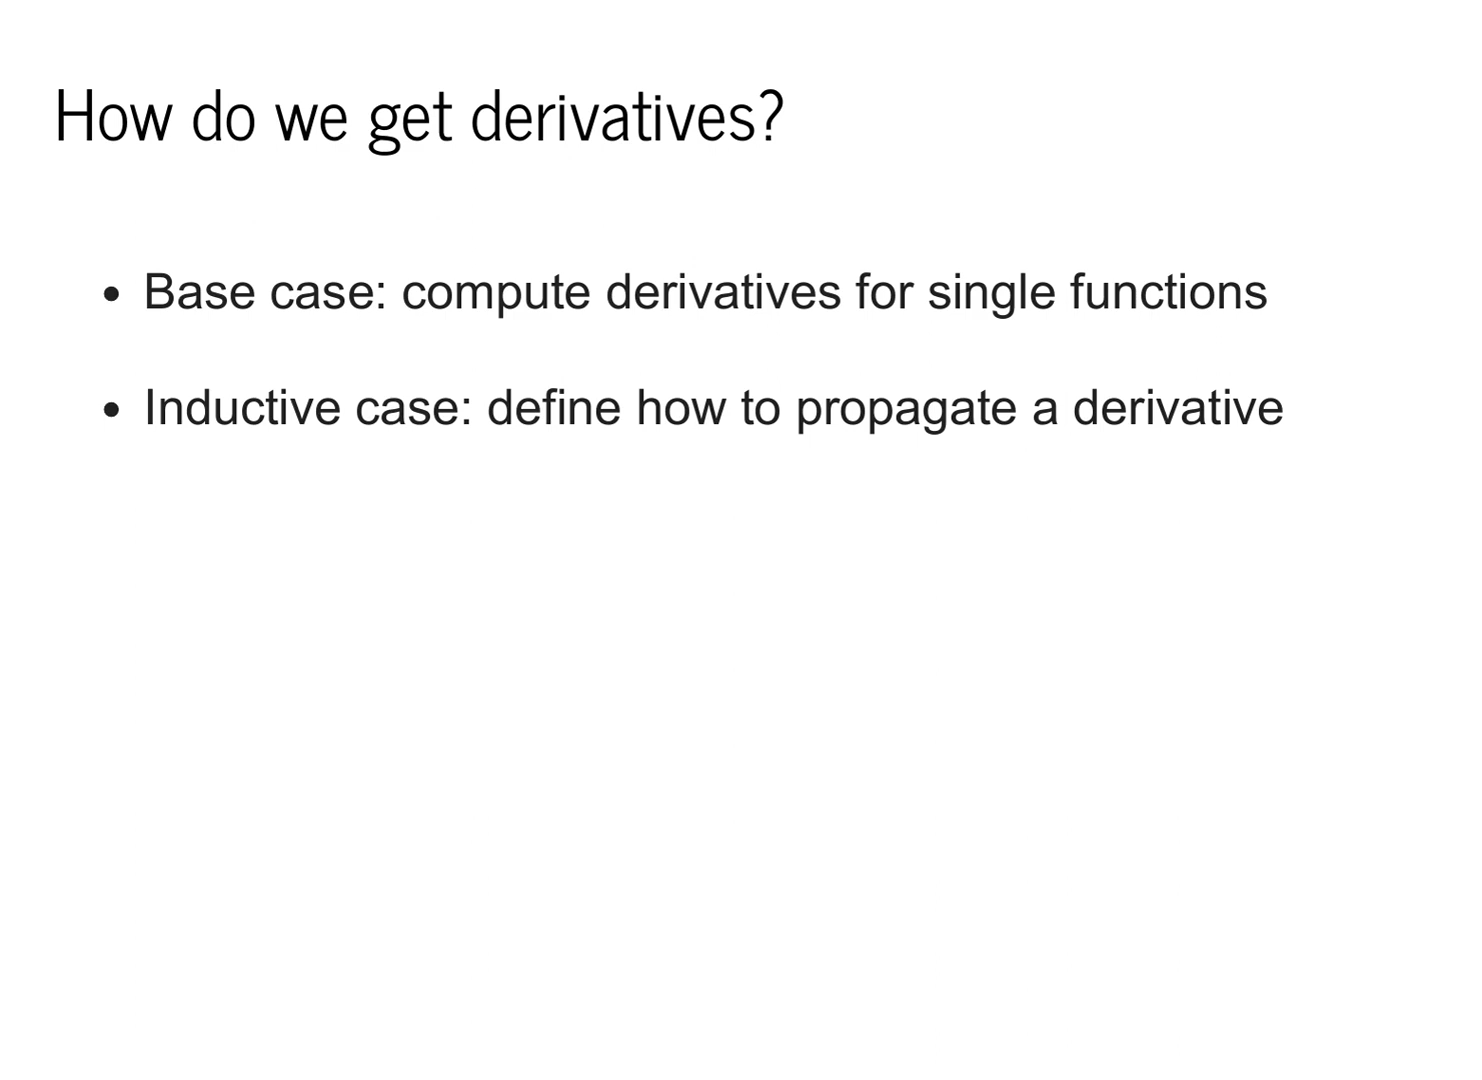 How do we get derivatives?
• Base case: compute derivatives for single functions
• Inductive case: define how to propagate a derivative